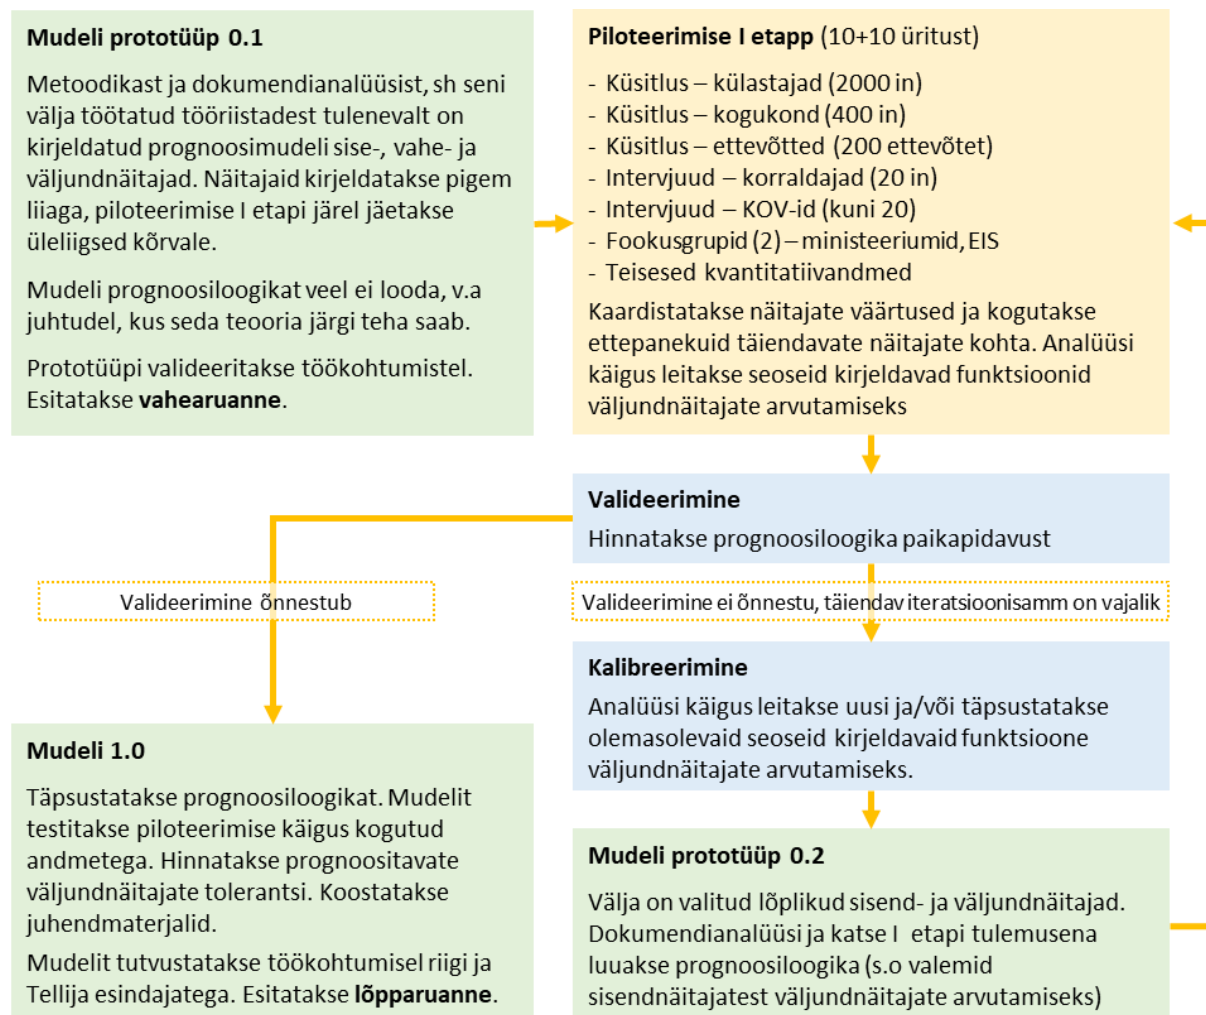 Mudeli prototüüp 0.1
Metoodikast ja dokumendianalüüsist, sh seni
välja töötatud tööriistadest tulenevalt on
kirjeldatud prognoosimudeli sise-, vahe- ja
väljundnäitajad. Näitajaid kirjeldatakse pigem
liiaga, piloteerimise I etapi järel jäetakse
üleliigsed kõrvale.
Mudeli prognoosiloogikat veel ei looda, v.a
juhtudel, kus seda teooria järgi teha saab.
Prototüüpi valideeritakse töökohtumistel.
Esitatakse vahearuanne.
Piloteerimise I etapp (10+10 üritust)
- Küsitlus – külastajad (2000 in)
- Küsitlus – kogukond (400 in)
- Küsitlus – ettevõtted (200 ettevõtet)
- Intervjuud – korraldajad (20 in)
- Intervjuud – KOV-id (kuni 20)
- Fookusgrupid (2) – ministeeriumid, EIS
- Teisesed kvantitatiivandmed
Kaardistatakse näitajate väärtused ja kogutakse
ettepanekuid täiendavate näitajate kohta. Analüüsi
käigus leitakse seoseid kirjeldavad funktsioonid
väljundnäitajate arvutamiseks
Valideerimine
Hinnatakse prognoosiloogika paikapidavust
Valideerimine õnnestub
Valideerimine ei õnnestu, täiendav iteratsioonisamm on vajalik
Kalibreerimine
Analüüsi käigus leitakse uusi ja/või täpsustatakse
olemasolevaid seoseid kirjeldavaid funktsioone
väljundnäitajate arvutamiseks.
Mudeli 1.0
Täpsustatakse prognoosiloogikat. Mudelit
testitakse piloteerimise käigus kogutud
andmetega. Hinnatakse prognoositavate
väljundnäitajate tolerantsi. Koostatakse
juhendmaterjalid.
Mudelit tutvustatakse töökohtumisel riigi ja
Tellija esindajatega. Esitatakse lõpparuanne.
Mudeli prototüüp 0.2
Välja on valitud lõplikud sisend- ja väljundnäitajad.
Dokumendianalüüsi ja katse I etapi tulemusena
luuakse prognoosiloogika (s.o valemid
sisendnäitajatest väljundnäitajate arvutamiseks)